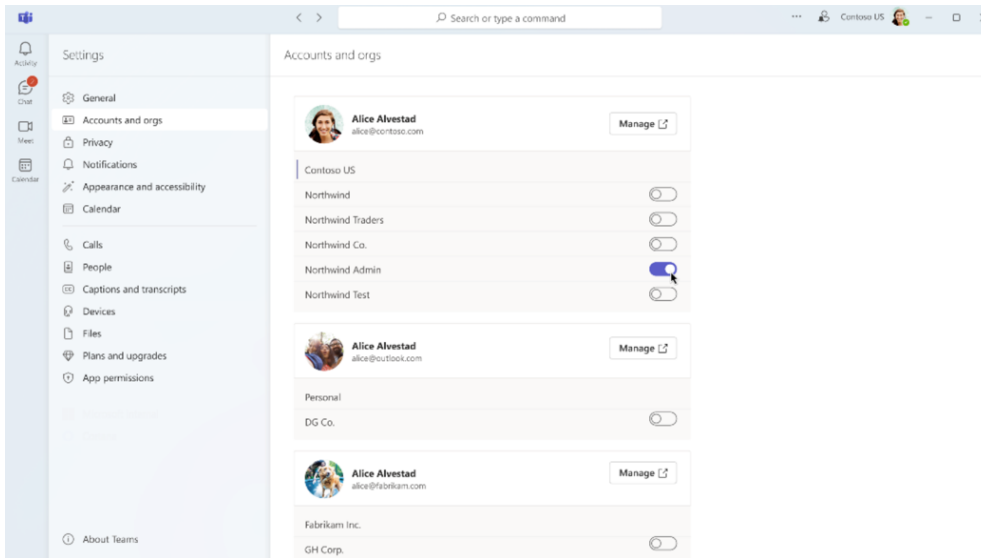 Search or type a command
Contoso US
Activity
Chat
Meet
Calendar
Settings
General
Accounts and orgs
Privacy
Notifications
Appearance and accessibility
Calendar
Calls
People
Captions and transcripts
Devices
Files
Plans and upgrades
App permissions
About Teams
Accounts and orgs
Alice Alvestad
alice@contoso.com
Manage
Contoso US
Northwind
Northwind Traders
Northwind Co.
Northwind Admin
Northwind Test
Alice Alvestad
alice@outlook.com
Manage
Personal
DG Co.
Alice Alvestad
alice@fabrikam.com
Manage
Fabrikam Inc.
GH Corp.